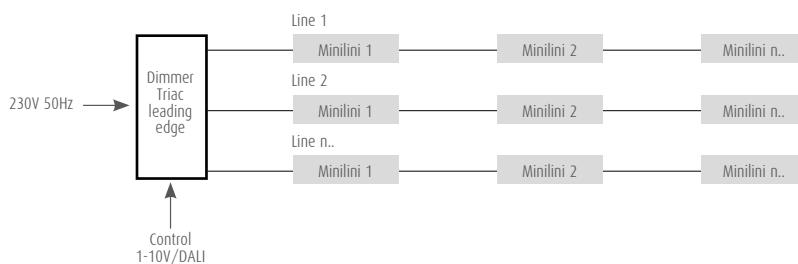 Line 1
Minilini 1
Minilini 2
Minilini n..
Line 2
Minilini 1
Minilini 2
Minilini n..
Line n..
Minilini 1
Minilini 2
Minilini n..
230V 50Hz
Dimmer
Triac
leading
edge
Control
1-10V/DALI